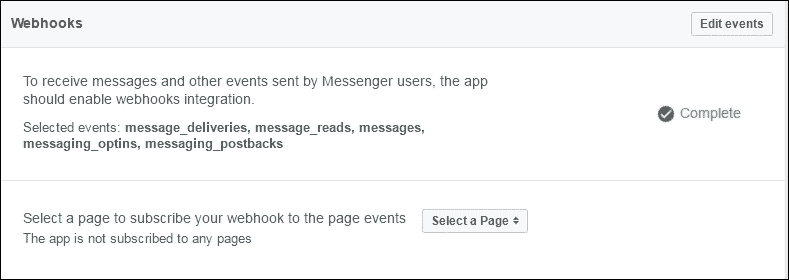 Webhooks
Edit events
To receive messages and other events sent by Messenger users, the app
should enable webhooks integration.
Complete
Selected events: message_deliveries, message_reads, messages,
messaging_optins, messaging_postbacks
Select a page to subscribe your webhook to the page events
Select a Page
The app is not subscribed to any pages